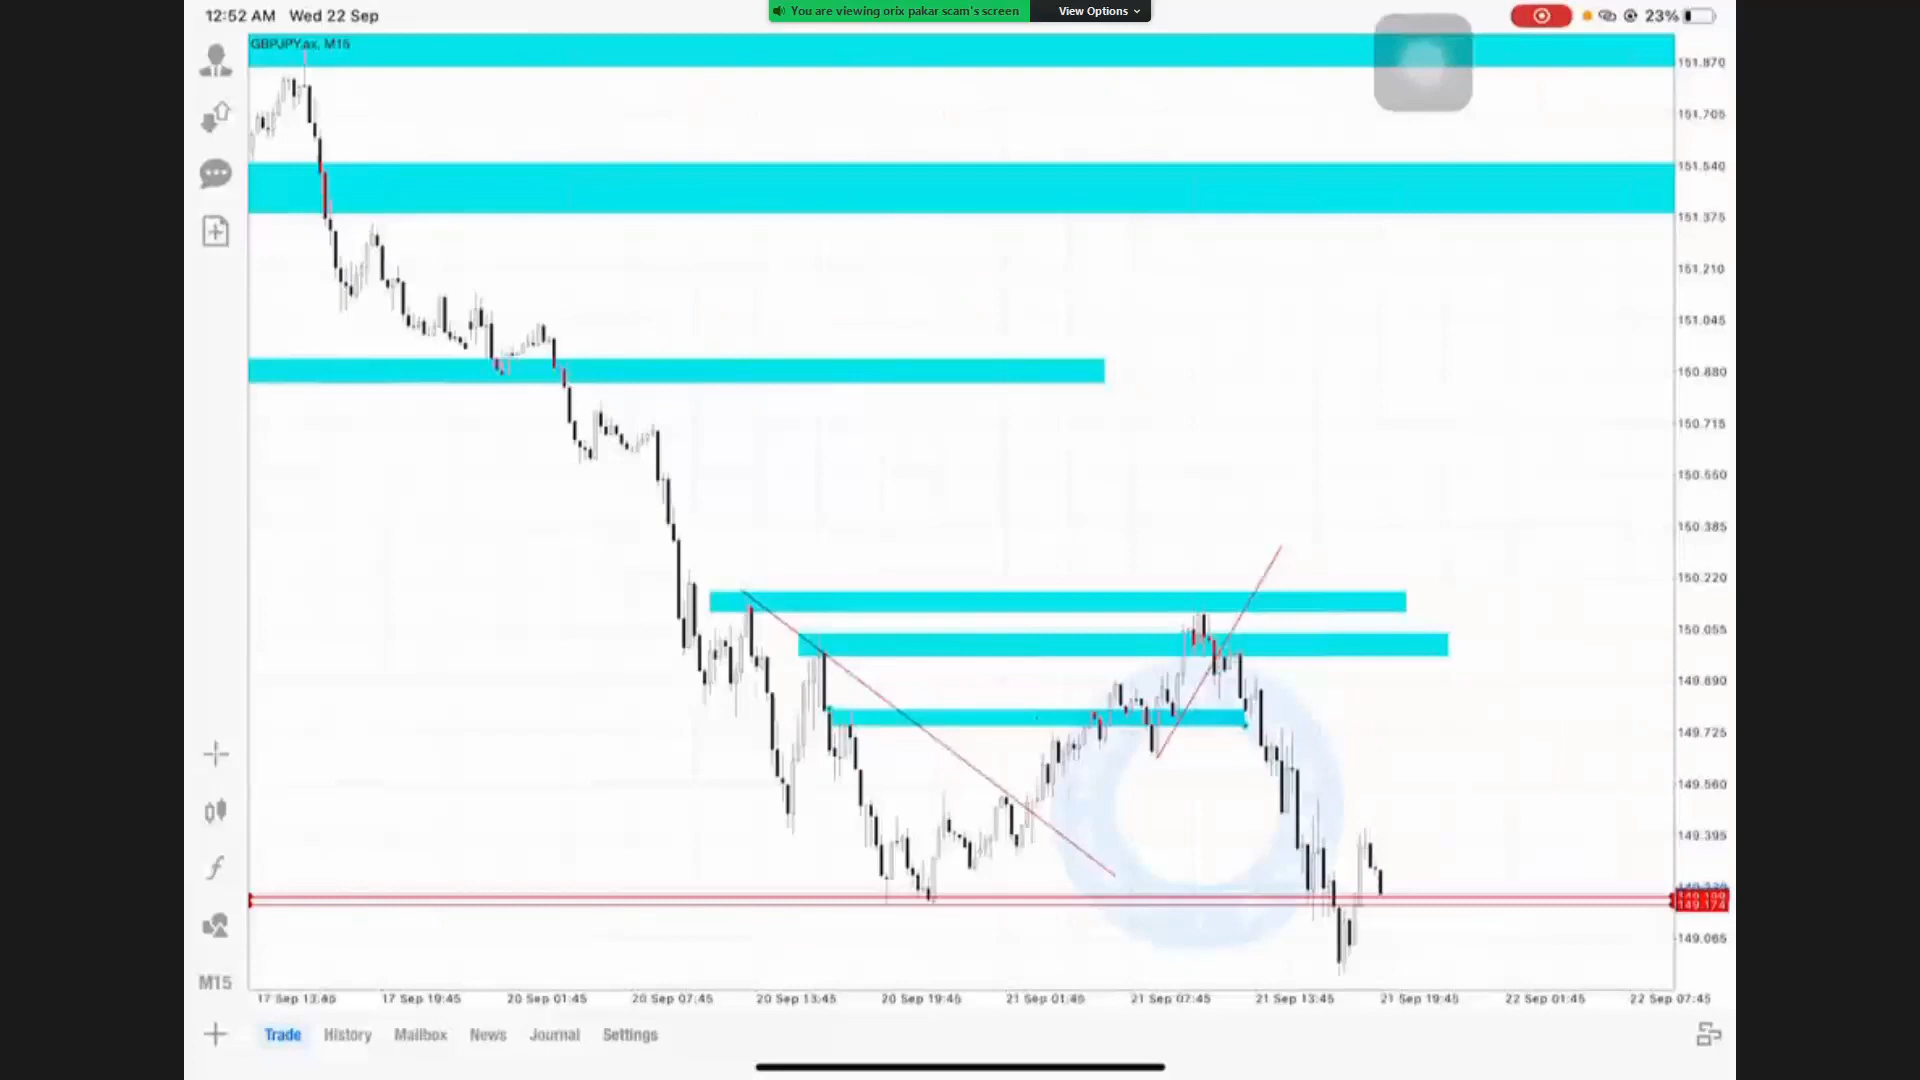 12:52 AM Wed 22 Sep
You are viewing orix pakar scam's screen
View Options
23%
GBPJPY.ax, M15
151.870
151.705
151.540
151.375
151.210
151.045
150.880
150.715
150.550
150.385
150.220
150.055
149.890
149.725
149.560
149.395
149.174
149.065
M15
17 Sep 13:45
17 Sep 19:45
20 Sep 01:45
20 Sep 07:45
20 Sep 13:45
20 Sep 19:45
21 Sep 01:45
21 Sep 07:45
21 Sep 13:45
21 Sep 19:45
22 Sep 01:45
22 Sep 07:45
Trade
History
Mailbox
News
Journal
Settings